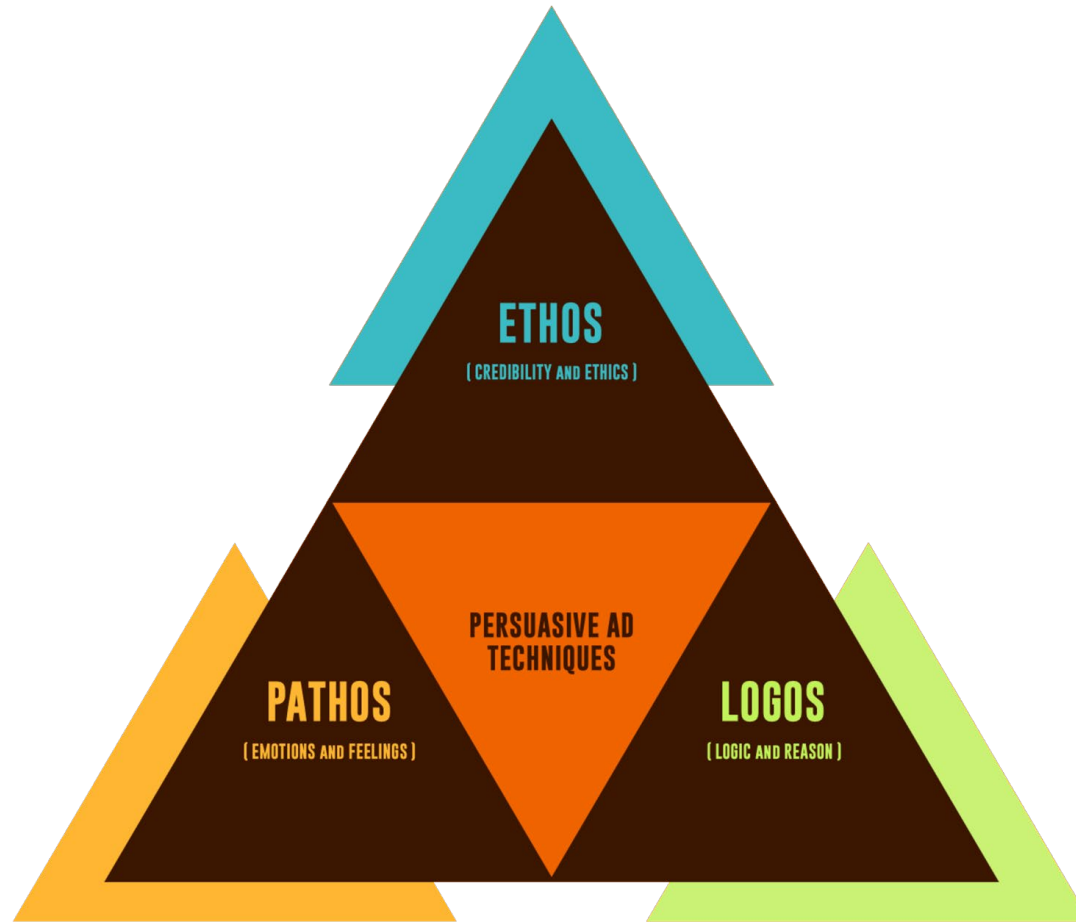 ETHOS
( CREDIBILITY AND ETHICS )
PERSUASIVE AD
TECHNIQUES
PATHOS
( EMOTIONS AND FEELINGS )
LOGOS
( LOGIC AND REASON )